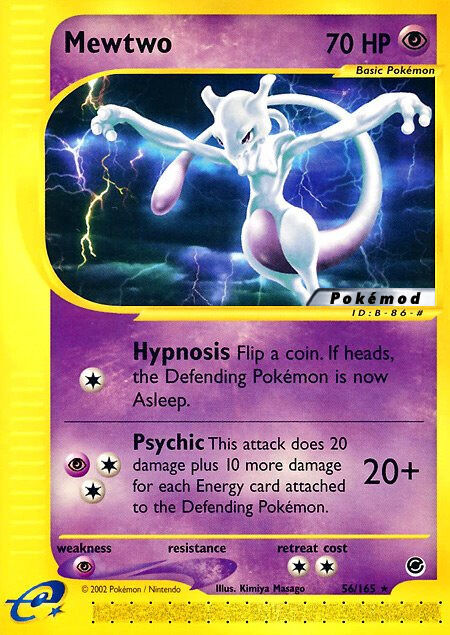 Mewtwo 70 HP
Basic Pokémon
Pokémod
ID:B-86-#
Hypnosis Flip a coin. If heads,
the Defending Pokémon is now
Asleep.
Psychic This attack does 20
damage plus 10 more damage
for each Energy card attached
to the Defending Pokémon.
20+
weakness resistance retreat cost
© 2002 Pokémon / Nintendo Illus. Kimiya Masago 56/165 ★
e